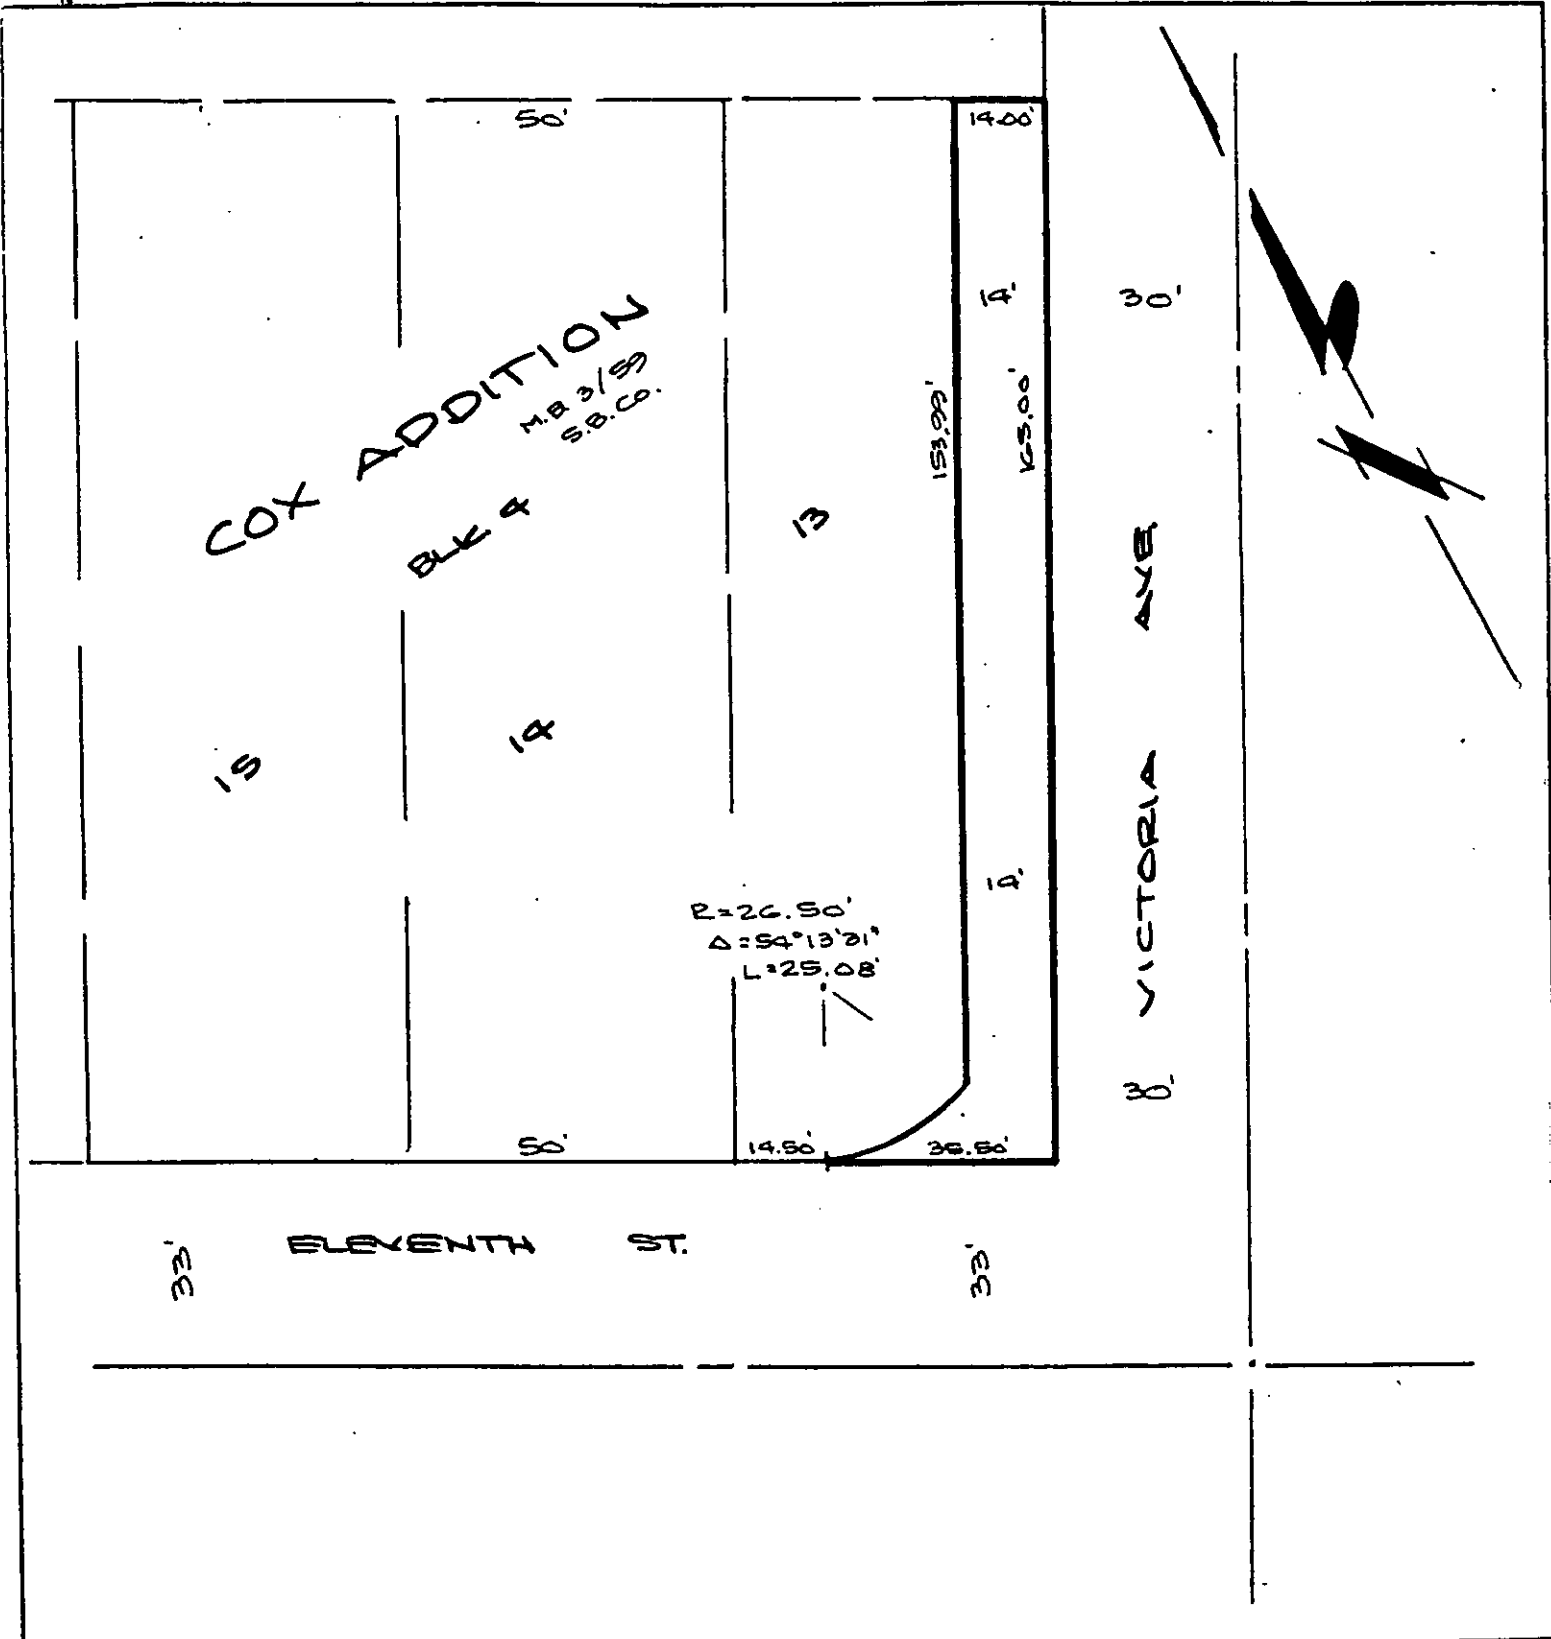 50'
14.00'
14'
30'
COX ADDITION
M.B. 3/59
S.B. CO.
153.99'
165.00'
BLK 4
13
VICTORIA AVE
14
15
14'
R=26.50'
Δ=54°13'31"
L=25.08'
30'
50'
14.50'
35.50'
33'
ELEVENTH ST.
33'